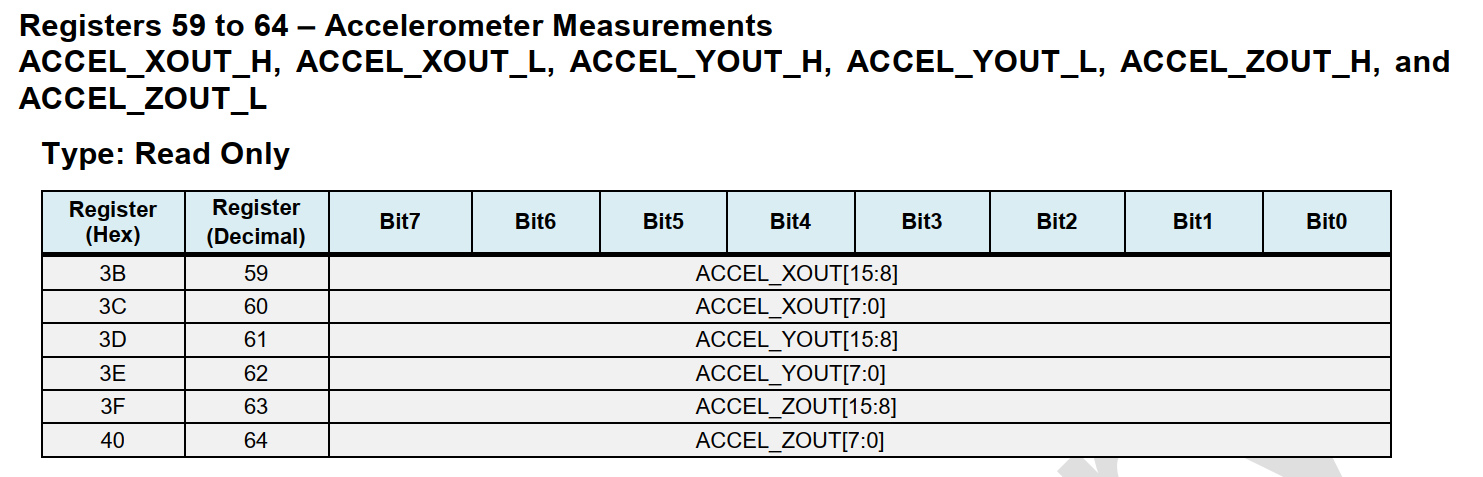 Registers 59 to 64 – Accelerometer Measurements
ACCEL_XOUT_H, ACCEL_XOUT_L, ACCEL_YOUT_H, ACCEL_YOUT_L, ACCEL_ZOUT_H, and
ACCEL_ZOUT_L
Type: Read Only
Register (Hex) Register (Decimal) Bit7 Bit6 Bit5 Bit4 Bit3 Bit2 Bit1 Bit0
3B 59 ACCEL_XOUT[15:8]
3C 60 ACCEL_XOUT[7:0]
3D 61 ACCEL_YOUT[15:8]
3E 62 ACCEL_YOUT[7:0]
3F 63 ACCEL_ZOUT[15:8]
40 64 ACCEL_ZOUT[7:0]